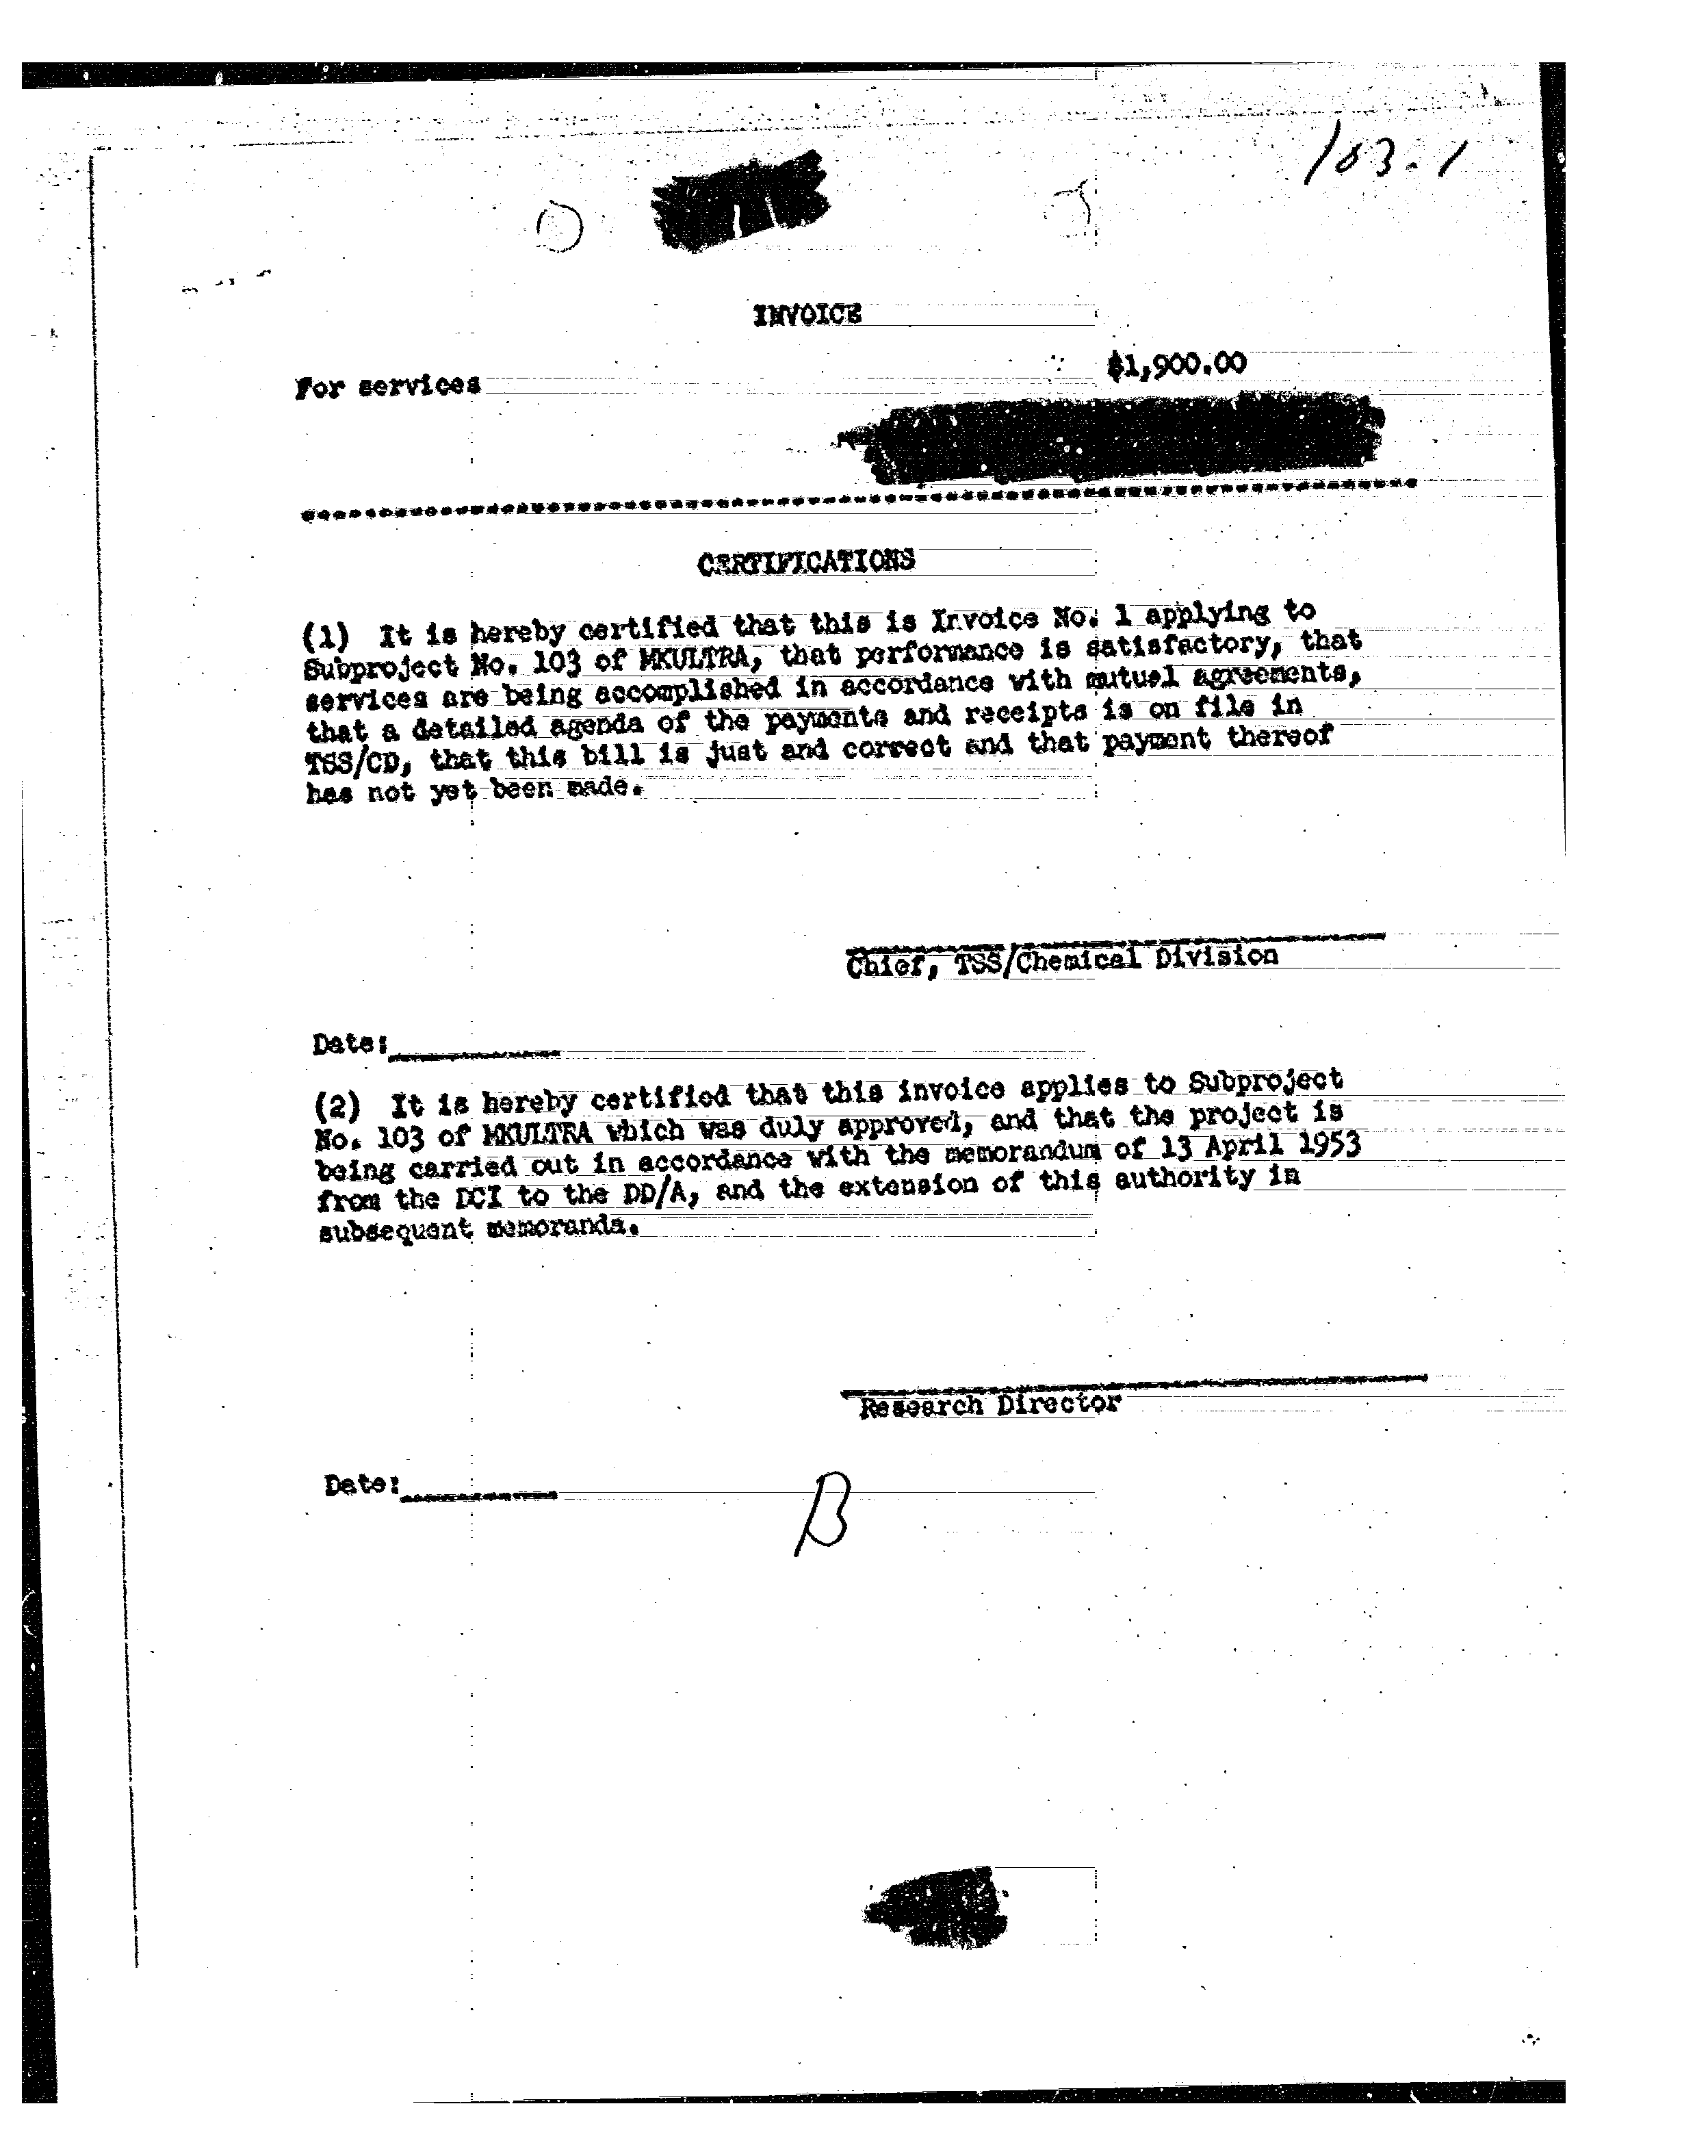 103-1
INVOICE
For services $1,900.00
CERTIFICATIONS
(1) It is hereby certified that this is Invoice No. 1 applying to
Subproject No. 103 of MKULTRA, that performance is satisfactory, that
services are being accomplished in accordance with mutual agreements,
that a detailed agenda of the payments and receipts is on file in
TSS/CD, that this bill is just and correct and that payment thereof
has not yet been made.
Chief, TSS/Chemical Division
Date:
(2) It is hereby certified that this invoice applies to Subproject
No. 103 of MKULTRA which was duly approved, and that the project is
being carried out in accordance with the memorandum of 13 April 1953
from the DCI to the DD/A, and the extension of this authority in
subsequent memoranda.
Research Director
Date:
B